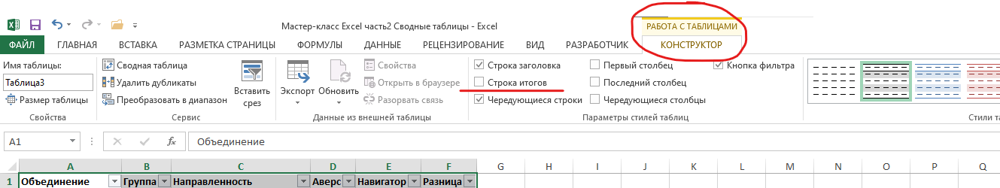 РАБОТА С ТАБЛИЦАМИ
Мастер-класс Excel часть2 Сводные таблицы - Excel
ФАЙЛ ГЛАВНАЯ ВСТАВКА РАЗМЕТКА СТРАНИЦЫ ФОРМУЛЫ ДАННЫЕ РЕЦЕНЗИРОВАНИЕ ВИД РАЗРАБОТЧИК КОНСТРУКТОР
Имя таблицы:
Таблица3
Размер таблицы
Свойства
Сводная таблица
Удалить дубликаты
Преобразовать в диапазон
Вставить
срез
Сервис
Экспорт
Обновить
Свойства
Открыть в браузере
Разорвать связь
Данные из внешней таблицы
Строка заголовка
Строка итогов
Чередующиеся строки
Первый столбец
Последний столбец
Чередующиеся столбцы
Кнопка фильтра
Параметры стилей таблиц
Стили та
A1 fx Объединение
A B C D E F G H I J K L M N O P Q
1 Объединение Группа Направленность Аверс Навигатор Разница